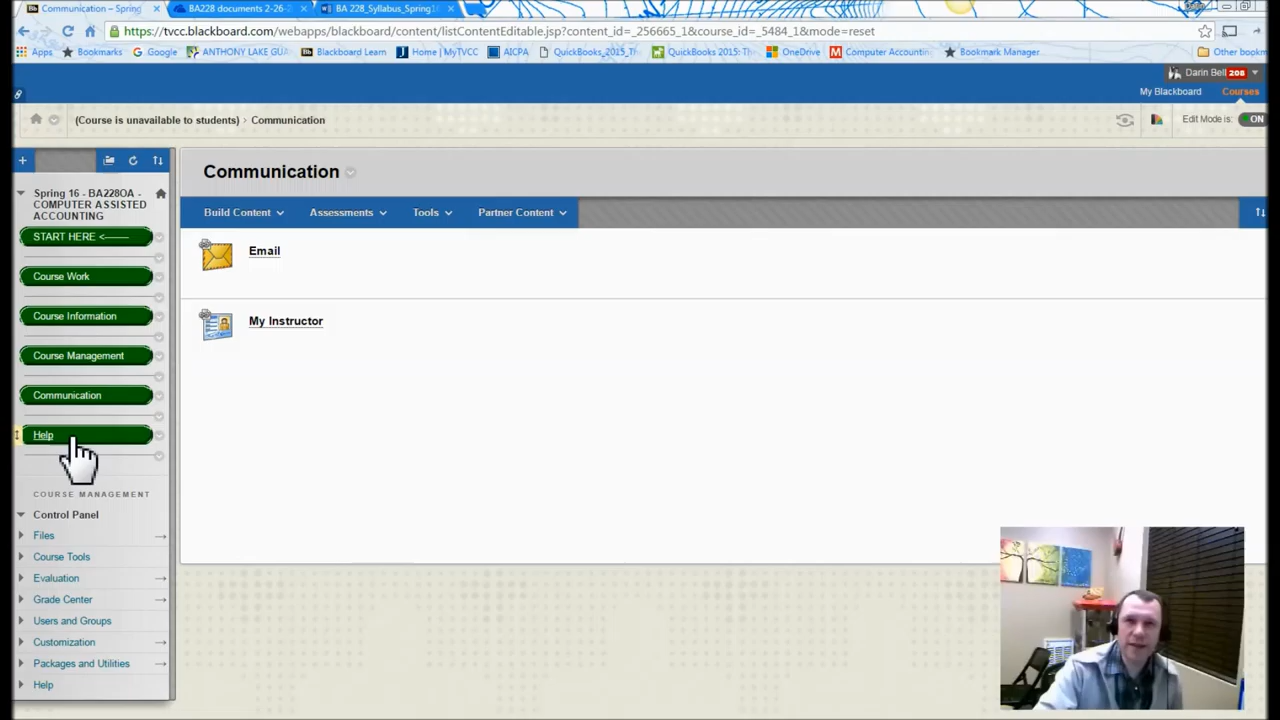 Communication – Spring
BA228 documents 2-26-
BA 228_Syllabus_Spring1
https://tvcc.blackboard.com/webapps/blackboard/content/listContentEditable.jsp?content_id=_256665_1&course_id=_5484_1&mode=reset
Apps Bookmarks Google ANTHONY LAKE GUA Blackboard Learn Home | MyTVCC AICPA QuickBooks_2015_Th QuickBooks 2015: The OneDrive Computer Accountin Bookmark Manager Other bookm
Darin Bell 208
My Blackboard Courses
(Course is unavailable to students) > Communication
Edit Mode is: ON
Communication
Build Content Assessments Tools Partner Content
Email
My Instructor
Spring 16 - BA228OA -
COMPUTER ASSISTED
ACCOUNTING
START HERE <-------
Course Work
Course Information
Course Management
Communication
Help
COURSE MANAGEMENT
Control Panel
Files
Course Tools
Evaluation
Grade Center
Users and Groups
Customization
Packages and Utilities
Help